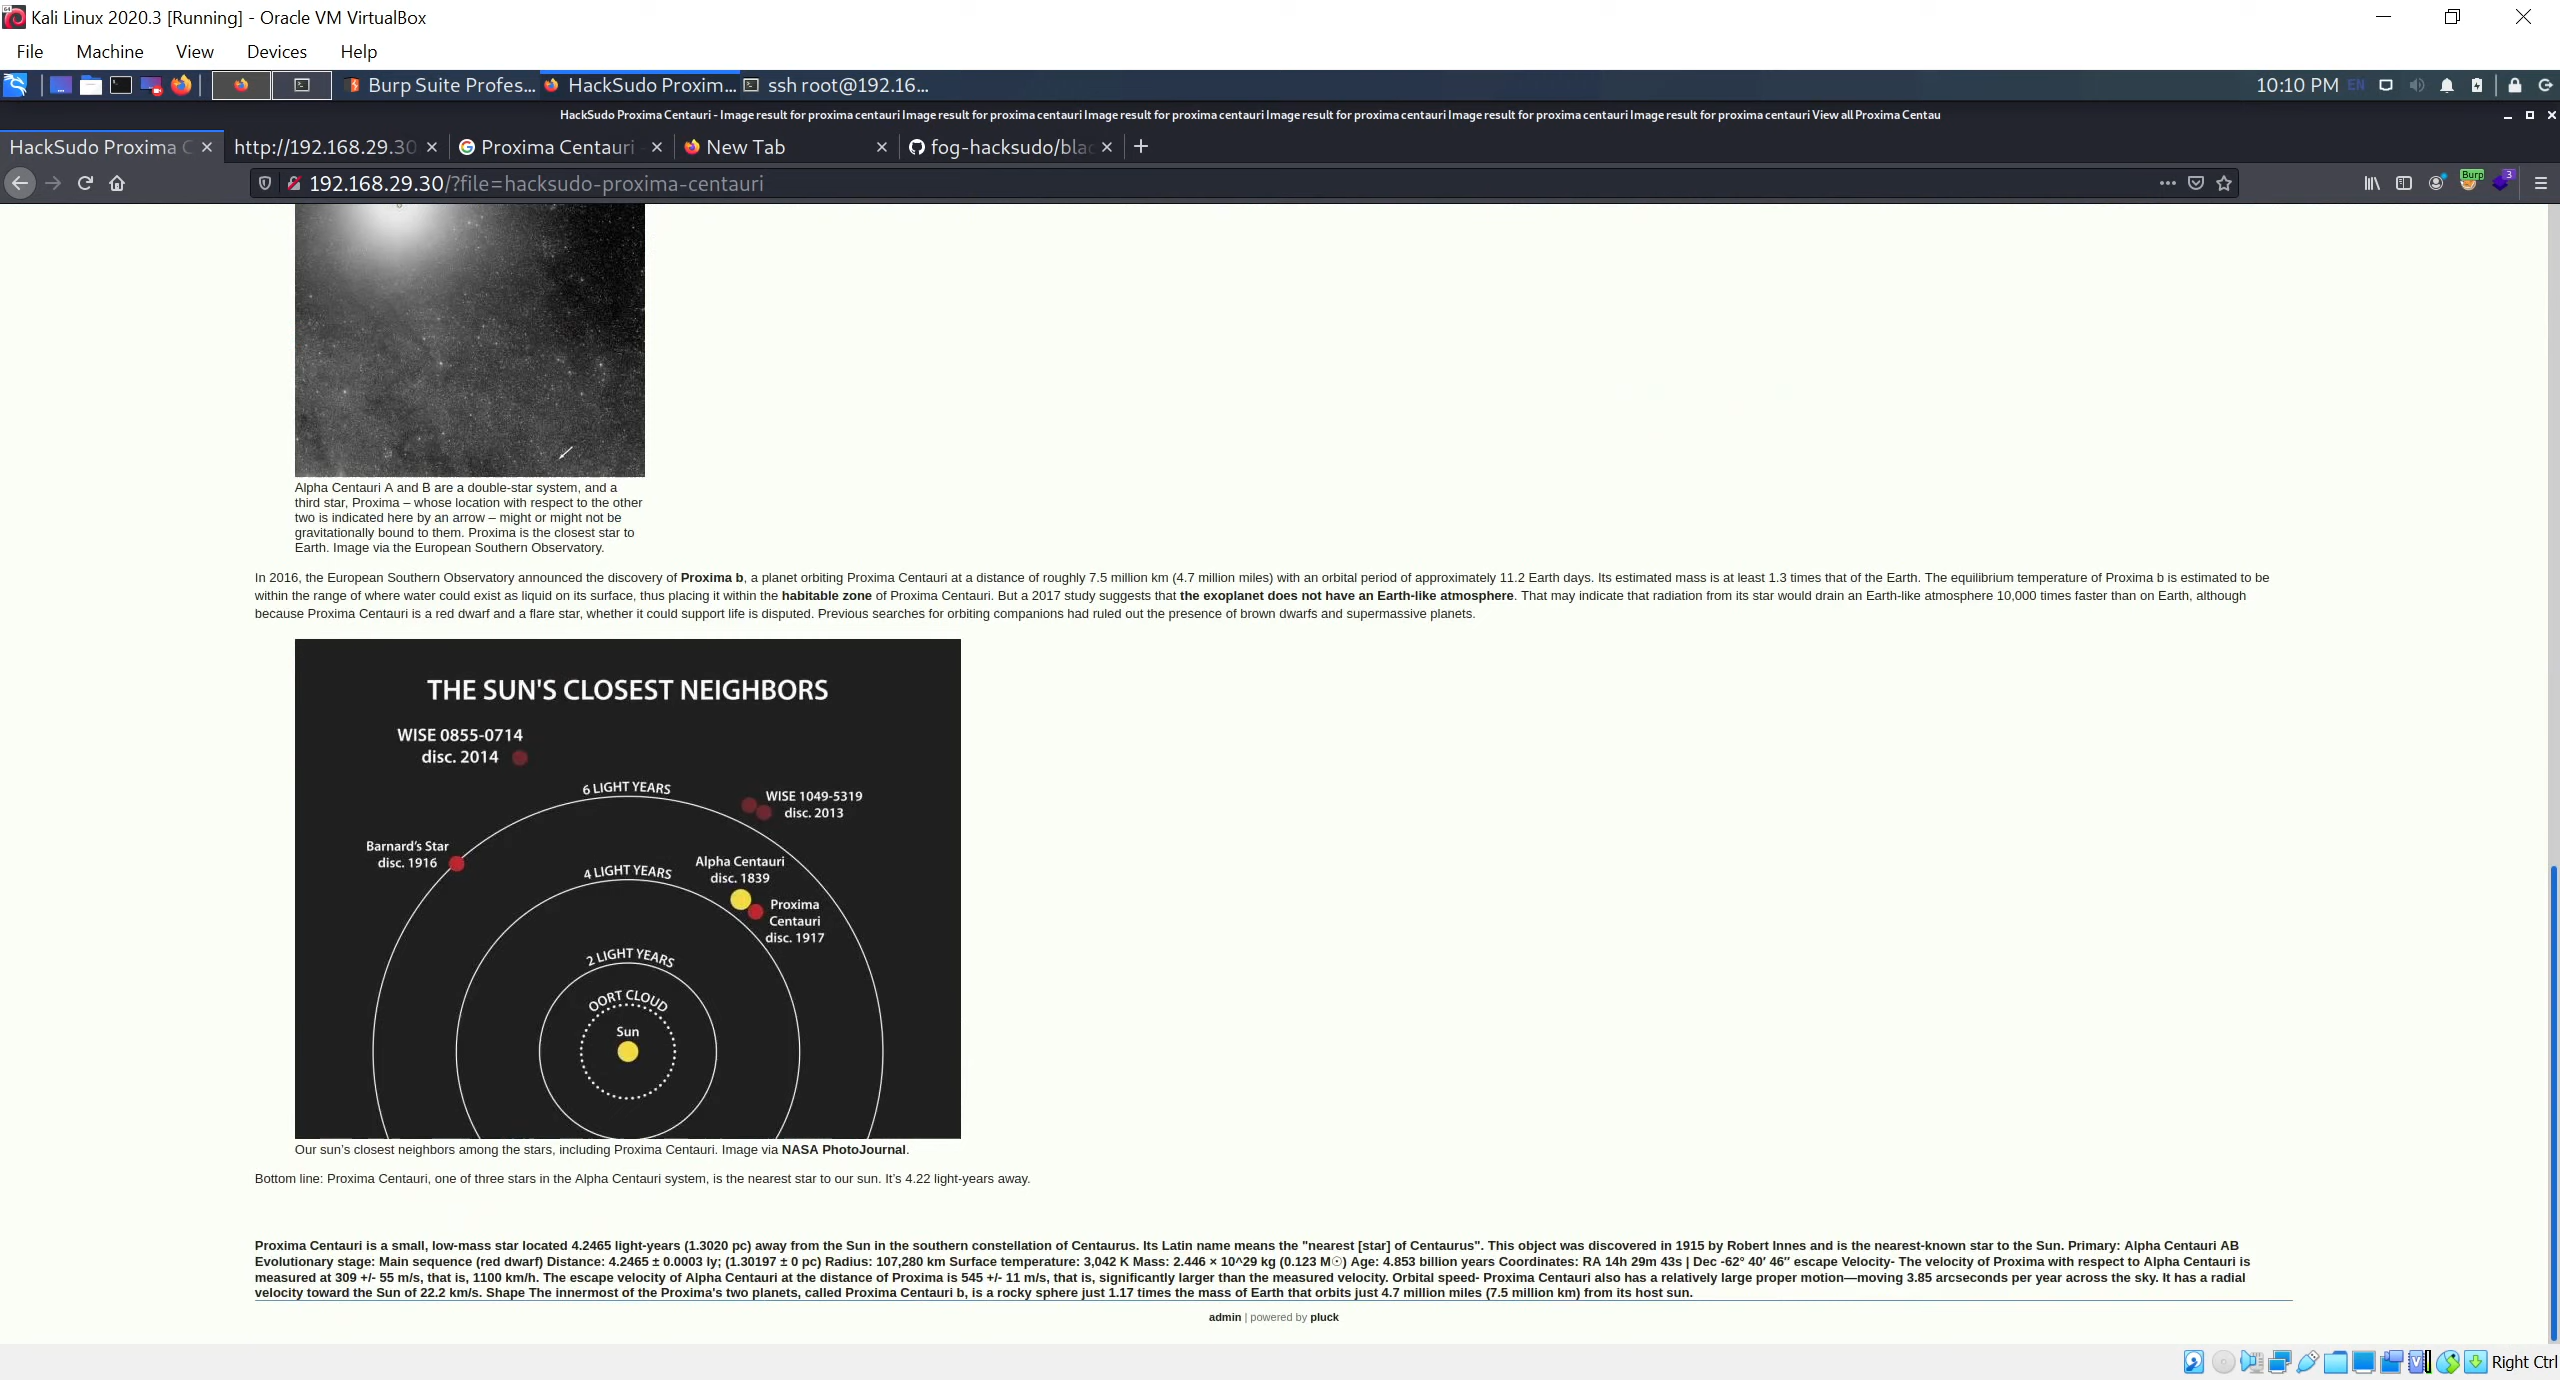 Kali Linux 2020.3 [Running] - Oracle VM VirtualBox
File Machine View Devices Help
Burp Suite Profes... HackSudo Proxim... ssh root@192.16... 10:10 PM EN
HackSudo Proxima Centauri - Image result for proxima centauri Image result for proxima centauri Image result for proxima centauri Image result for proxima centauri Image result for proxima centauri Image result for proxima centauri View all Proxima Centau
HackSudo Proxima C http://192.168.29.30 Proxima Centauri New Tab fog-hacksudo/bla
192.168.29.30/?file=hacksudo-proxima-centauri Burp 3
Alpha Centauri A and B are a double-star system, and a
third star, Proxima – whose location with respect to the other
two is indicated here by an arrow – might or might not be
gravitationally bound to them. Proxima is the closest star to
Earth. Image via the European Southern Observatory.
In 2016, the European Southern Observatory announced the discovery of Proxima b, a planet orbiting Proxima Centauri at a distance of roughly 7.5 million km (4.7 million miles) with an orbital period of approximately 11.2 Earth days. Its estimated mass is at least 1.3 times that of the Earth. The equilibrium temperature of Proxima b is estimated to be
within the range of where water could exist as liquid on its surface, thus placing it within the habitable zone of Proxima Centauri. But a 2017 study suggests that the exoplanet does not have an Earth-like atmosphere. That may indicate that radiation from its star would drain an Earth-like atmosphere 10,000 times faster than on Earth, although
because Proxima Centauri is a red dwarf and a flare star, whether it could support life is disputed. Previous searches for orbiting companions had ruled out the presence of brown dwarfs and supermassive planets.
THE SUN'S CLOSEST NEIGHBORS
WISE 0855-0714
disc. 2014
6 LIGHT YEARS
WISE 1049-5319
disc. 2013
Barnard's Star
disc. 1916
4 LIGHT YEARS
Alpha Centauri
disc. 1839
Proxima
Centauri
disc. 1917
2 LIGHT YEARS
OORT CLOUD
Sun
Our sun's closest neighbors among the stars, including Proxima Centauri. Image via NASA PhotoJournal.
Bottom line: Proxima Centauri, one of three stars in the Alpha Centauri system, is the nearest star to our sun. It's 4.22 light-years away.
Proxima Centauri is a small, low-mass star located 4.2465 light-years (1.3020 pc) away from the Sun in the southern constellation of Centaurus. Its Latin name means the "nearest [star] of Centaurus". This object was discovered in 1915 by Robert Innes and is the nearest-known star to the Sun. Primary: Alpha Centauri AB
Evolutionary stage: Main sequence (red dwarf) Distance: 4.2465 ± 0.0003 ly; (1.30197 ± 0 pc) Radius: 107,280 km Surface temperature: 3,042 K Mass: 2.446 × 10^29 kg (0.123 M☉) Age: 4.853 billion years Coordinates: RA 14h 29m 43s | Dec -62° 40′ 46″ escape Velocity- The velocity of Proxima with respect to Alpha Centauri is
measured at 309 +/- 55 m/s, that is, 1100 km/h. The escape velocity of Alpha Centauri at the distance of Proxima is 545 +/- 11 m/s, that is, significantly larger than the measured velocity. Orbital speed- Proxima Centauri also has a relatively large proper motion—moving 3.85 arcseconds per year across the sky. It has a radial
velocity toward the Sun of 22.2 km/s. Shape The innermost of the Proxima's two planets, called Proxima Centauri b, is a rocky sphere just 1.17 times the mass of Earth that orbits just 4.7 million miles (7.5 million km) from its host sun.
admin | powered by pluck
Right Ctrl